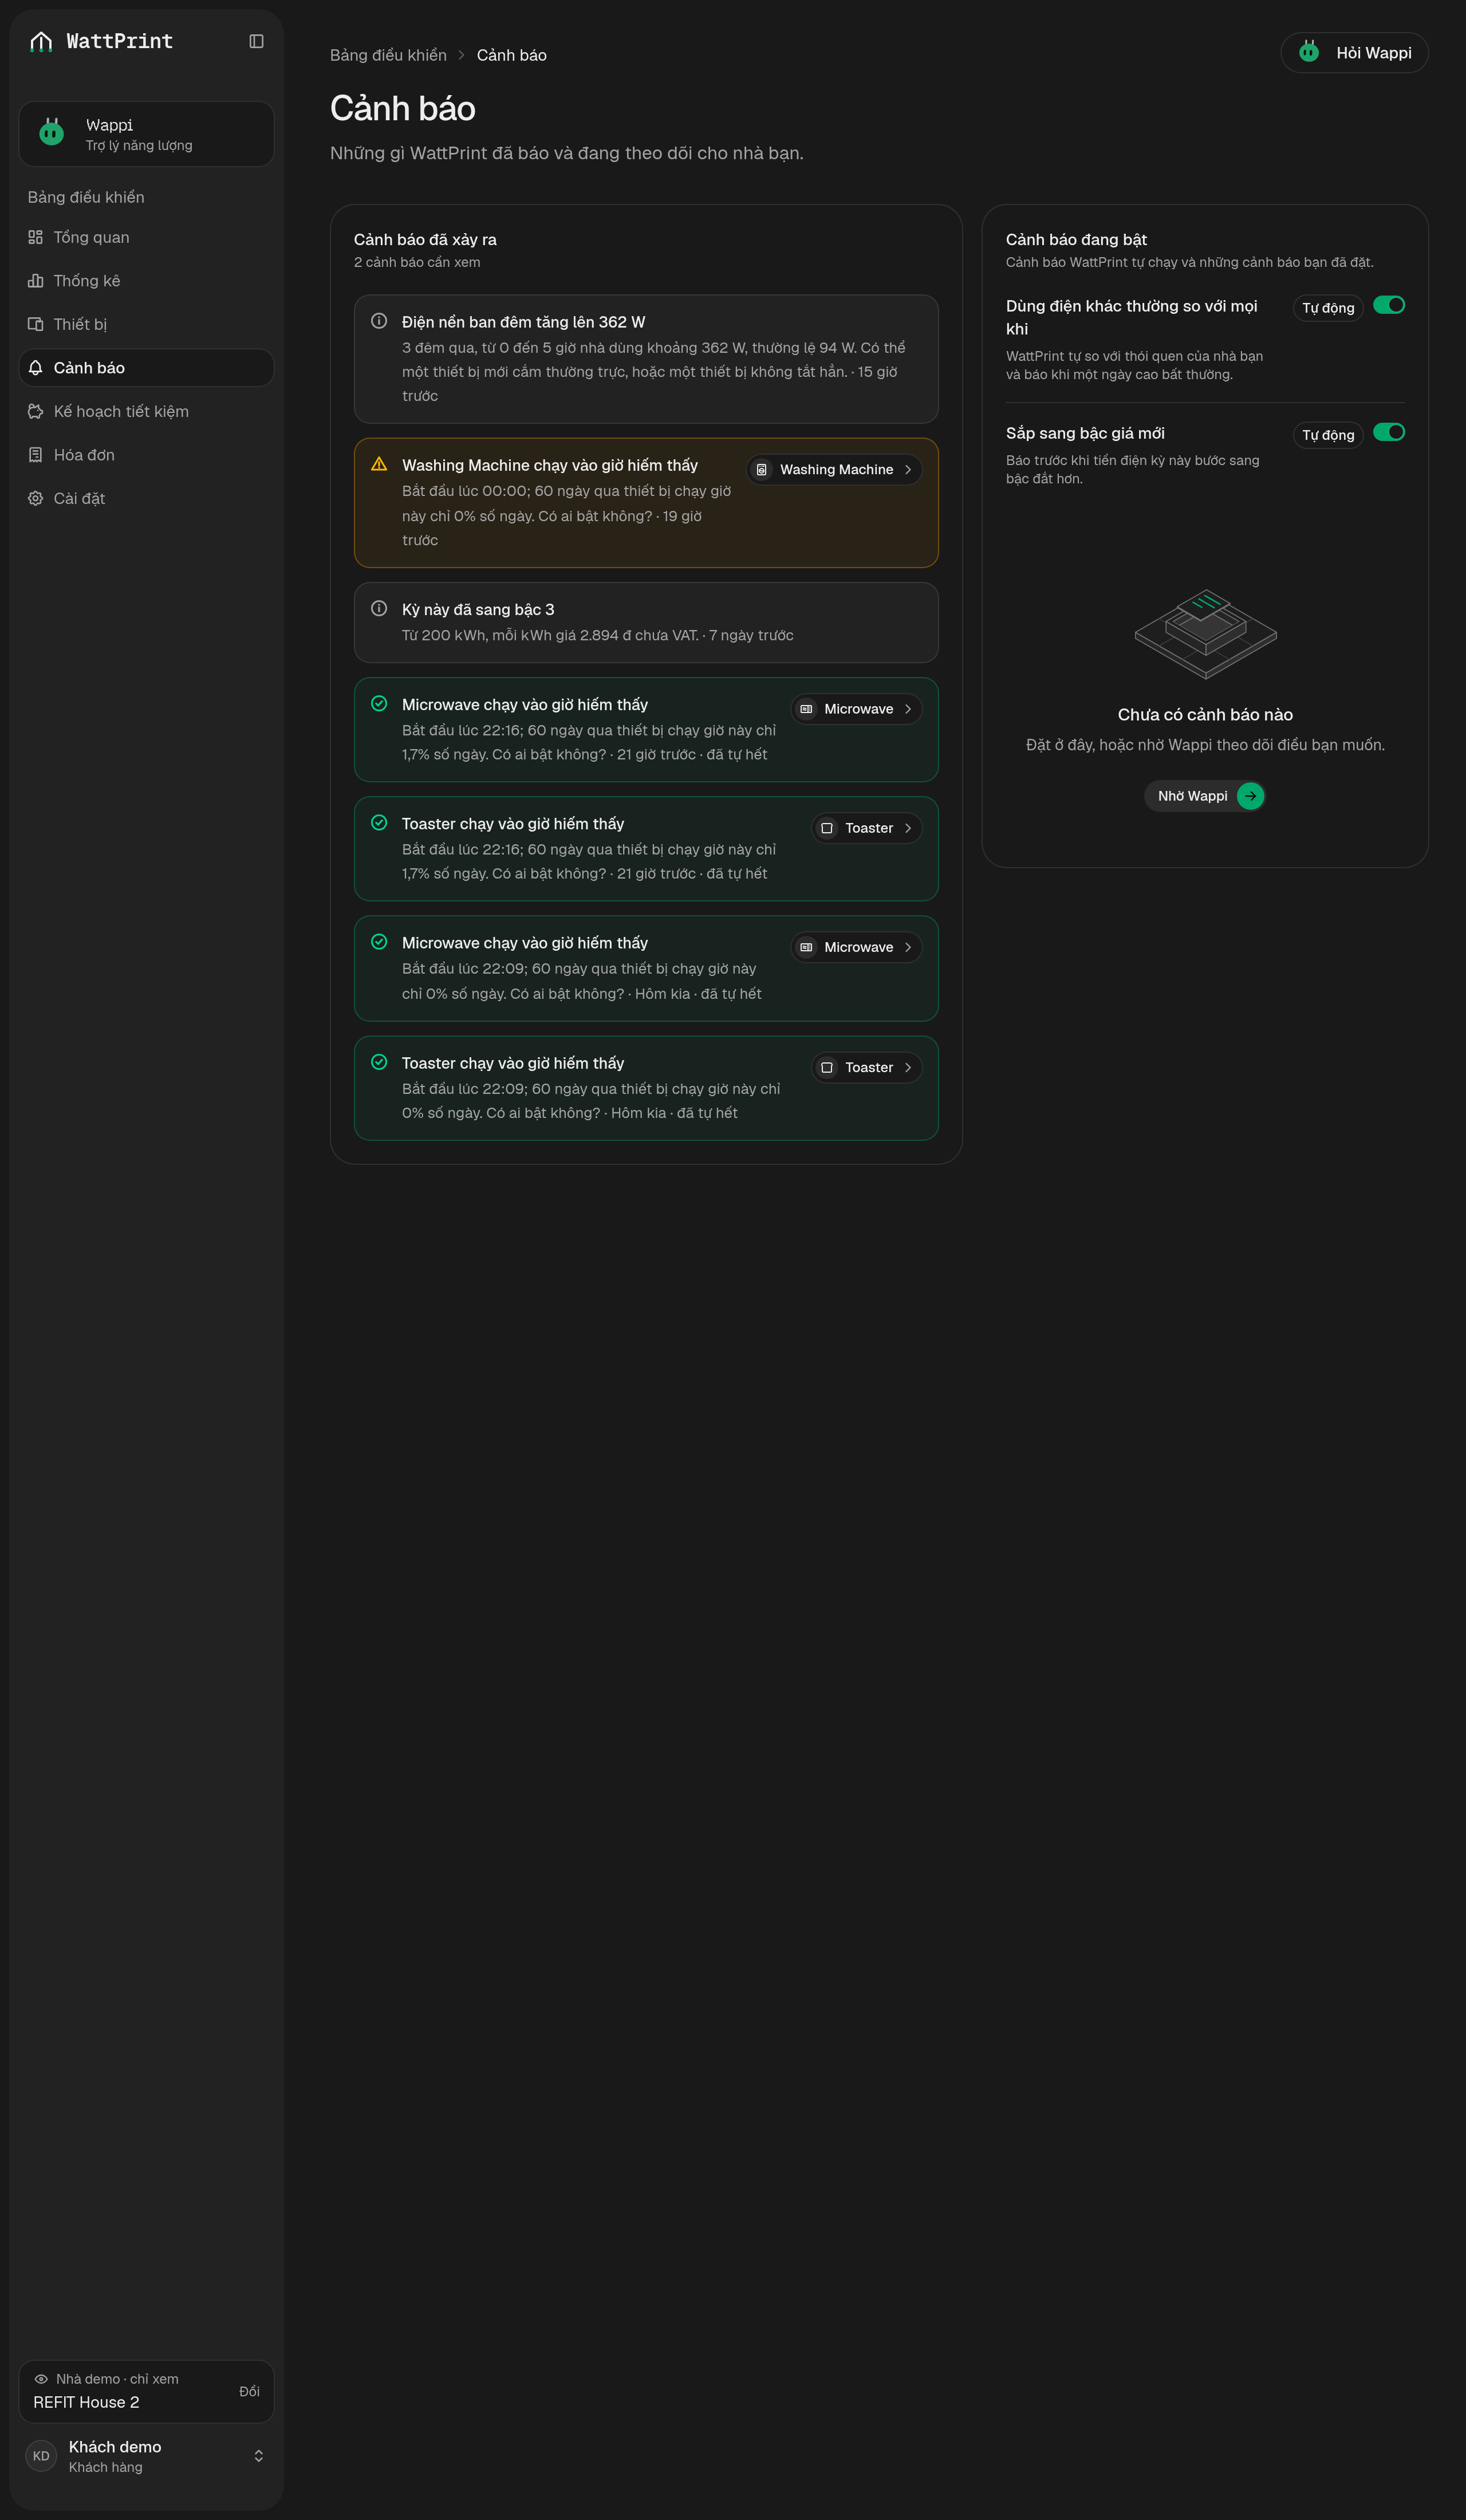 WattPrint
Wappi
Trợ lý năng lượng
Bảng điều khiển
Tổng quan
Thống kê
Thiết bị
Cảnh báo
Kế hoạch tiết kiệm
Hóa đơn
Cài đặt
Nhà demo · chỉ xem
REFIT House 2
Đổi
KD
Khách demo
Khách hàng
Bảng điều khiển
Cảnh báo
Hỏi Wappi
Cảnh báo
Những gì WattPrint đã báo và đang theo dõi cho nhà bạn.
Cảnh báo đã xảy ra
2 cảnh báo cần xem
Điện nền ban đêm tăng lên 362 W
3 đêm qua, từ 0 đến 5 giờ nhà dùng khoảng 362 W, thường lệ 94 W. Có thể
một thiết bị mới cắm thường trực, hoặc một thiết bị không tắt hẳn. · 15 giờ
trước
Washing Machine chạy vào giờ hiếm thấy
Washing Machine
Bắt đầu lúc 00:00; 60 ngày qua thiết bị chạy giờ
này chỉ 0% số ngày. Có ai bật không? · 19 giờ
trước
Kỳ này đã sang bậc 3
Từ 200 kWh, mỗi kWh giá 2.894 đ chưa VAT. · 7 ngày trước
Microwave chạy vào giờ hiếm thấy
Microwave
Bắt đầu lúc 22:16; 60 ngày qua thiết bị chạy giờ này chỉ
1,7% số ngày. Có ai bật không? · 21 giờ trước · đã tự hết
Toaster chạy vào giờ hiếm thấy
Toaster
Bắt đầu lúc 22:16; 60 ngày qua thiết bị chạy giờ này chỉ
1,7% số ngày. Có ai bật không? · 21 giờ trước · đã tự hết
Microwave chạy vào giờ hiếm thấy
Microwave
Bắt đầu lúc 22:09; 60 ngày qua thiết bị chạy giờ này
chỉ 0% số ngày. Có ai bật không? · Hôm kia · đã tự hết
Toaster chạy vào giờ hiếm thấy
Toaster
Bắt đầu lúc 22:09; 60 ngày qua thiết bị chạy giờ này chỉ
0% số ngày. Có ai bật không? · Hôm kia · đã tự hết
Cảnh báo đang bật
Cảnh báo WattPrint tự chạy và những cảnh báo bạn đã đặt.
Dùng điện khác thường so với mọi
khi
Tự động
WattPrint tự so với thói quen của nhà bạn
và báo khi một ngày cao bất thường.
Sắp sang bậc giá mới
Tự động
Báo trước khi tiền điện kỳ này bước sang
bậc đắt hơn.
Chưa có cảnh báo nào
Đặt ở đây, hoặc nhờ Wappi theo dõi điều bạn muốn.
Nhờ Wappi